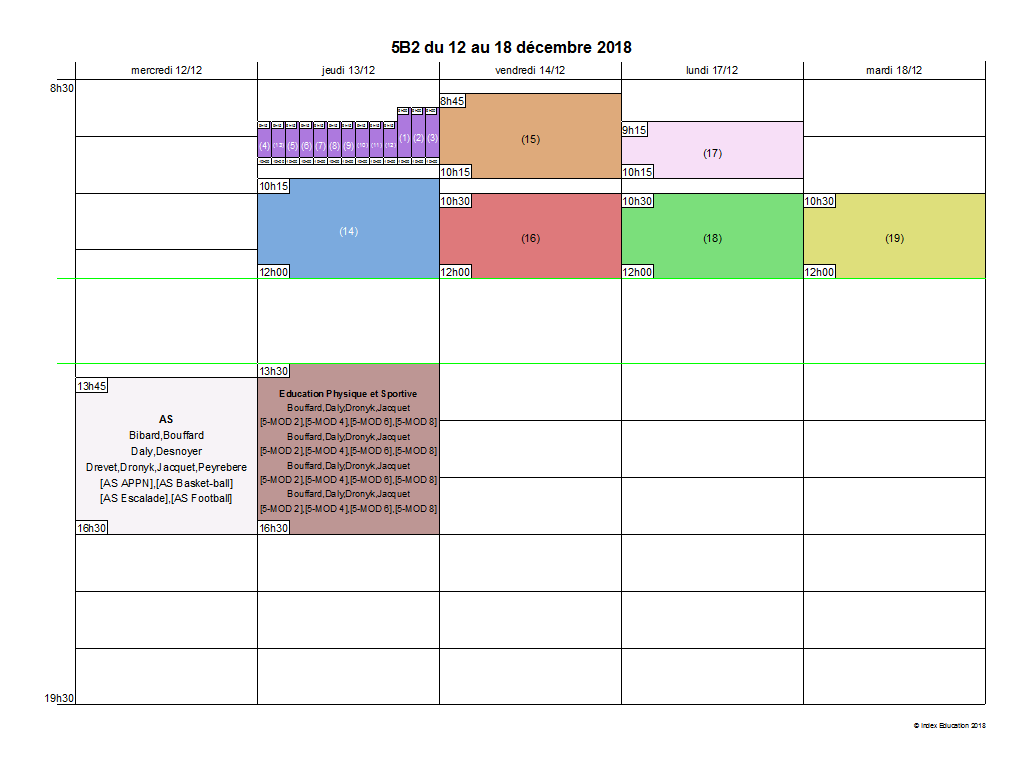 5B2 du 12 au 18 décembre 2018
mercredi 12/12
jeudi 13/12
vendredi 14/12
lundi 17/12
mardi 18/12
8h30
(4)
(13)
(5)
(6)
(7)
(8)
(9)
(10)
(11)
(12)
(1)
(2)
(3)
8h45
(15)
10h15
9h15
(17)
10h15
10h15
(14)
12h00
10h30
(16)
12h00
10h30
(18)
12h00
10h30
(19)
12h00
13h45
AS
Bibard,Bouffard
Daly,Desnoyer
Drevet,Dronyk,Jacquet,Peyrebere
[AS APPN],[AS Basket-ball]
[AS Escalade],[AS Football]
16h30
13h30
Education Physique et Sportive
Bouffard,Daly,Dronyk,Jacquet
[5-MOD 2],[5-MOD 4],[5-MOD 6],[5-MOD 8]
Bouffard,Daly,Dronyk,Jacquet
[5-MOD 2],[5-MOD 4],[5-MOD 6],[5-MOD 8]
Bouffard,Daly,Dronyk,Jacquet
[5-MOD 2],[5-MOD 4],[5-MOD 6],[5-MOD 8]
Bouffard,Daly,Dronyk,Jacquet
[5-MOD 2],[5-MOD 4],[5-MOD 6],[5-MOD 8]
16h30
19h30
© Index Education 2018